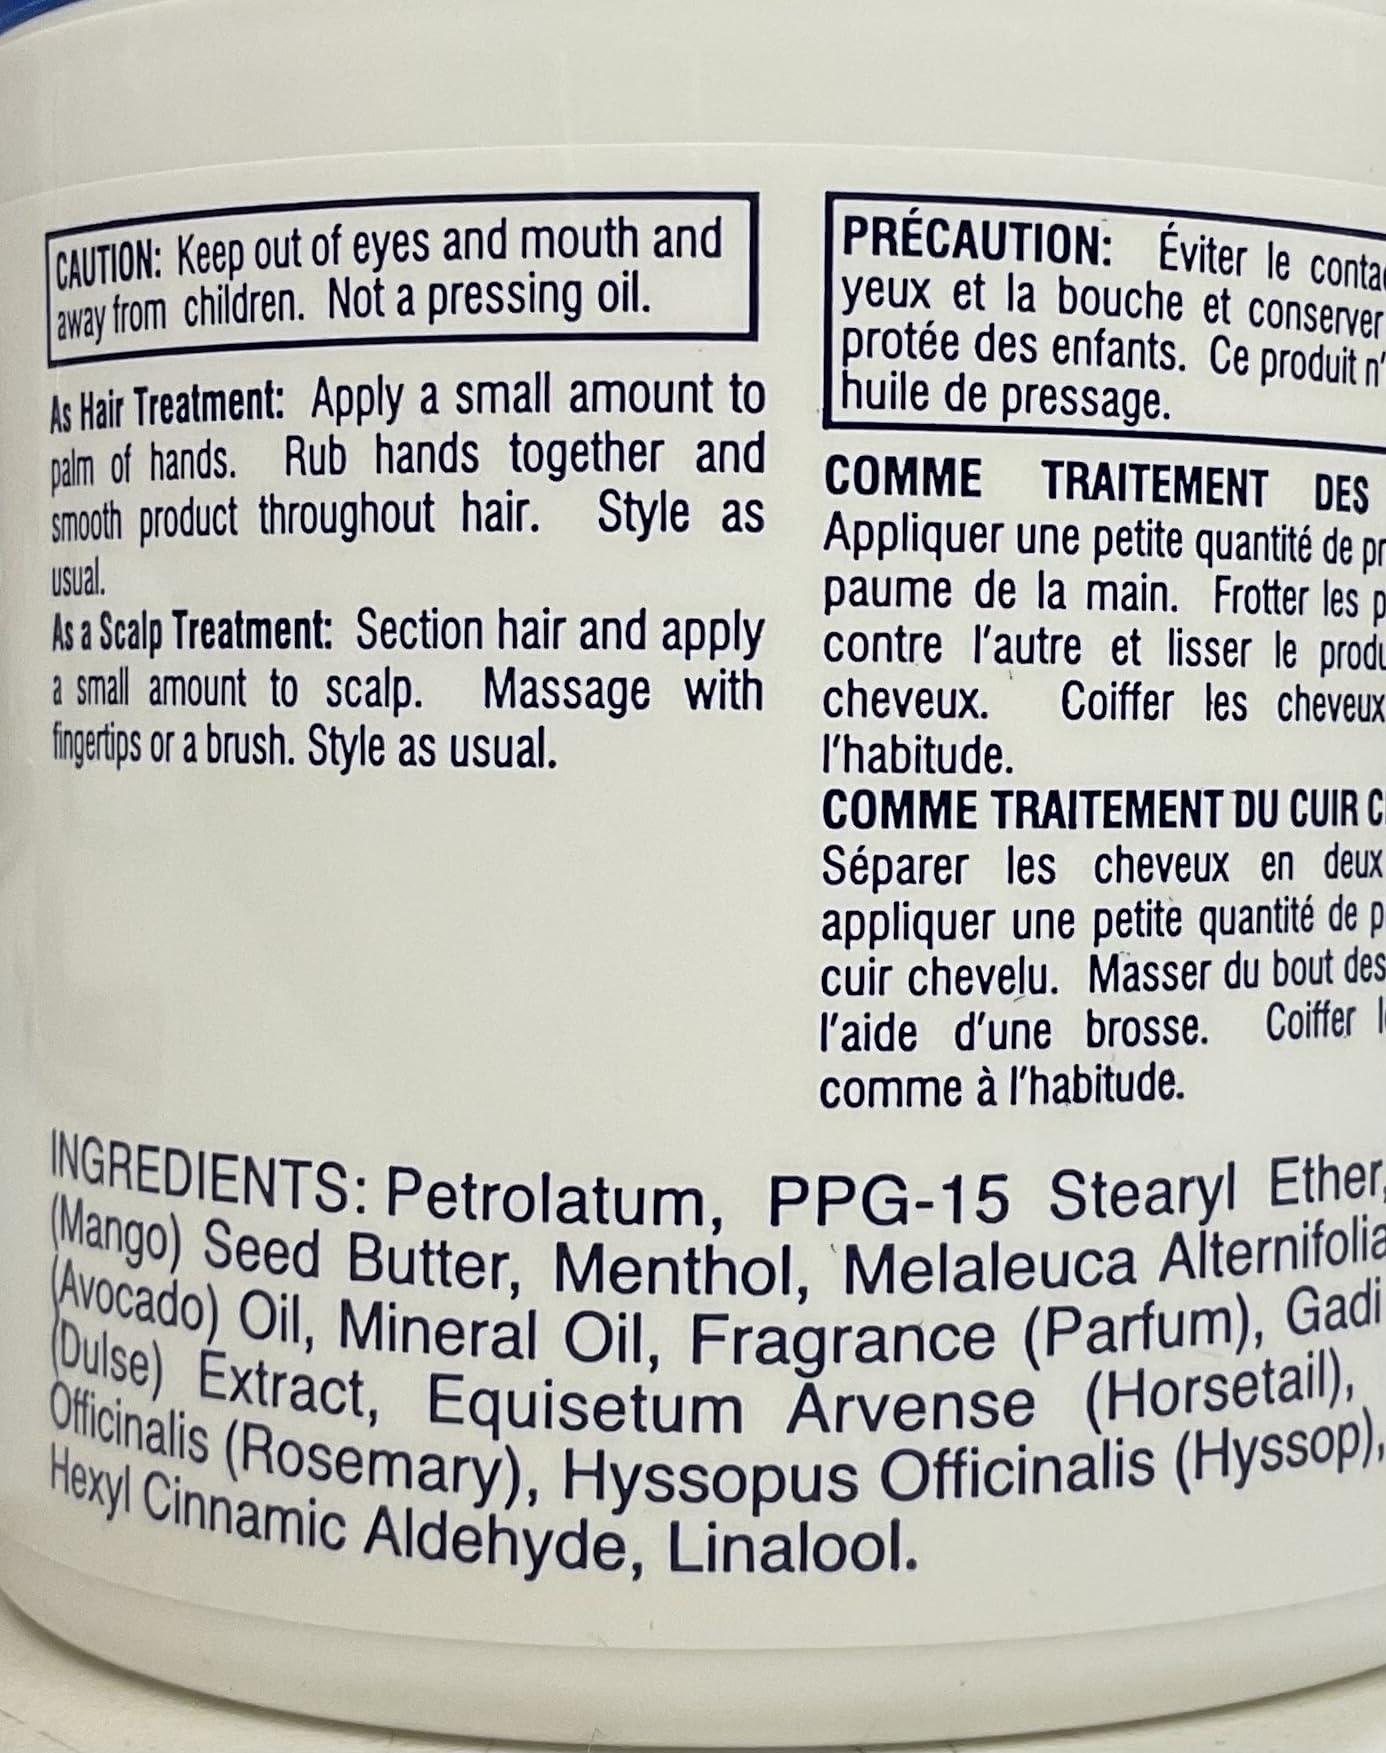 CAUTION: Keep out of eyes and mouth and
away from children. Not a pressing oil.
As Hair Treatment: Apply a small amount to
palm of hands. Rub hands together and
smooth product throughout hair. Style as
usual.
As a Scalp Treatment: Section hair and apply
a small amount to scalp. Massage with
fingertips or a brush. Style as usual.
PRÉCAUTION: Éviter le
yeux et la bouche et conserver
protée des enfants. Ce produit n'
huile de pressage.
COMME TRAITEMENT DES
Appliquer une petite quantité de
paume de la main. Frotter les
contre l'autre et lisser le
cheveux. Coiffer les cheveux
l'habitude.
COMME TRAITEMENT DU CUIR
Séparer les cheveux en deux
appliquer une petite quantité de
cuir chevelu. Masser du bout des
l'aide d'une brosse. Coiffer
comme à l'habitude.
INGREDIENTS: Petrolatum, PPG-15 Stearyl Ether,
(Mango) Seed Butter, Menthol, Melaleuca Alternifolia
(Avocado) Oil, Mineral Oil, Fragrance (Parfum), Gadi
(Dulse) Extract, Equisetum Arvense (Horsetail),
Officinalis (Rosemary), Hyssopus Officinalis (Hyssop),
Hexyl Cinnamic Aldehyde, Linalool.